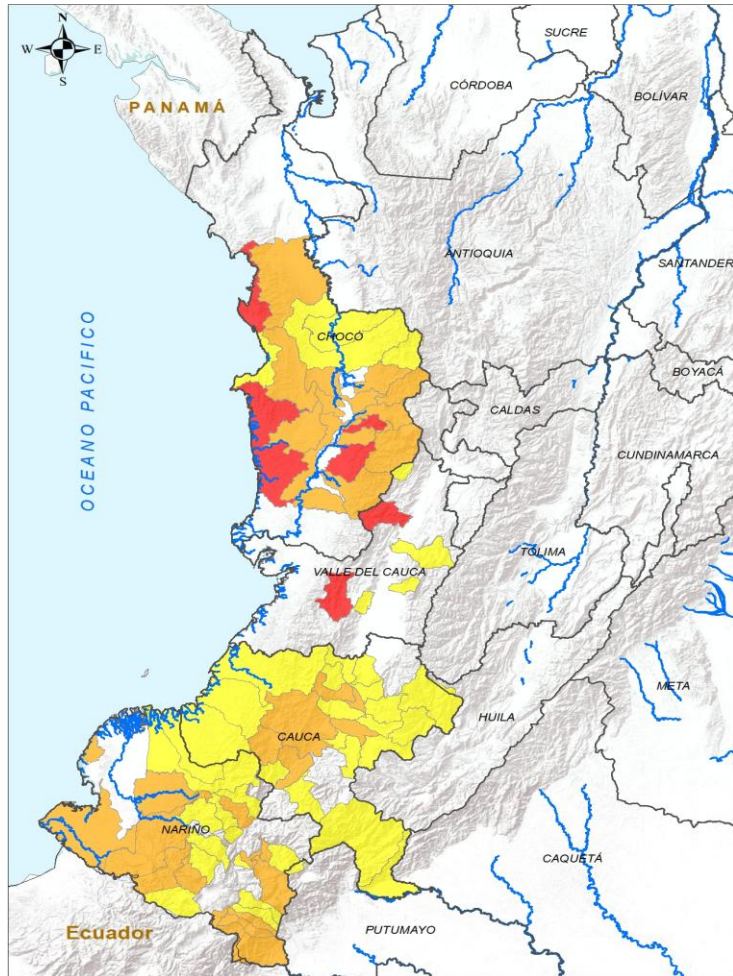 N
W E
S
SUCRE
CÓRDOBA
BOLÍVAR
PANAMÁ
ANTIOQUIA
SANTANDER
CHOCÓ
BOYACÁ
CALDAS
OCEANO PACIFICO
CUNDINAMARCA
TOLIMA
VALLE DEL CAUCA
META
HUILA
CAUCA
NARIÑO
CAQUETÁ
Ecuador
PUTUMAYO